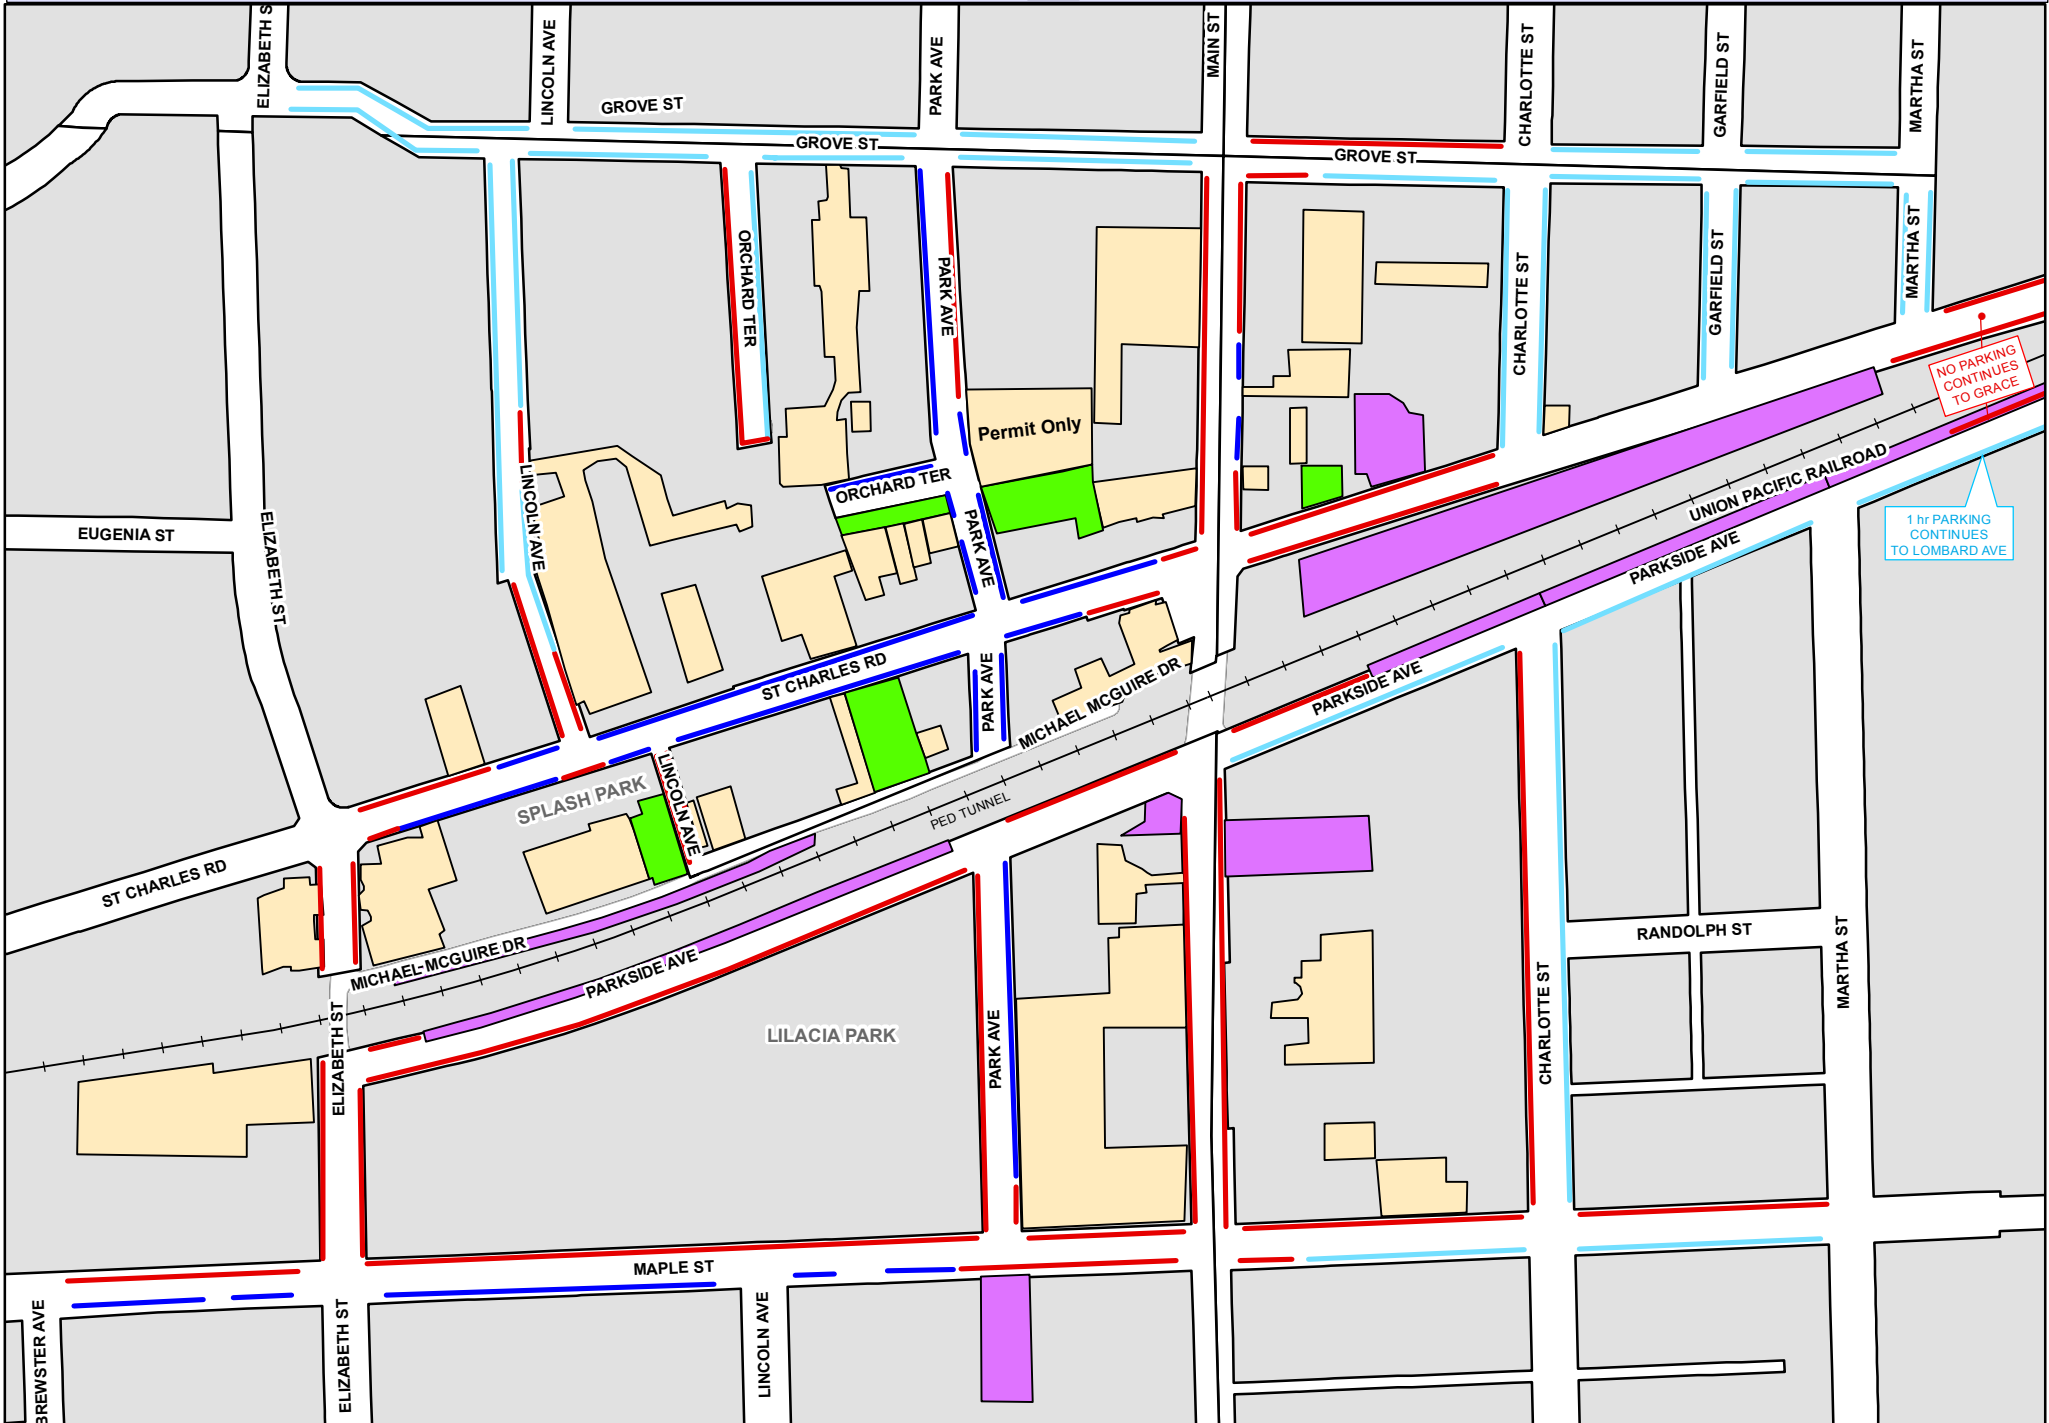 ELIZABETH S
LINCOLN AVE
PARK AVE
MAIN ST
CHARLOTTE ST
GARFIELD ST
MARTHA ST
GROVE ST
GROVE ST
GROVE ST
ORCHARD TER
PARK AVE
CHARLOTTE ST
GARFIELD ST
MARTHA ST
NO PARKING
CONTINUES
TO GRACE
Permit Only
ORCHARD TER
UNION PACIFIC RAILROAD
EUGENIA ST
ELIZABETH ST
LINCOLN AVE
PARK AVE
PARKSIDE AVE
1 hr PARKING
CONTINUES
TO LOMBARD AVE
ST CHARLES RD
PARK AVE
MICHAEL MCGUIRE DR
PARKSIDE AVE
SPLASH PARK
LINCOLN AVE
PED TUNNEL
ST CHARLES RD
MICHAEL MCGUIRE DR
PARKSIDE AVE
RANDOLPH ST
MARTHA ST
ELIZABETH ST
LILACIA PARK
PARK AVE
CHARLOTTE ST
MAPLE ST
BREWSTER AVE
ELIZABETH ST
LINCOLN AVE